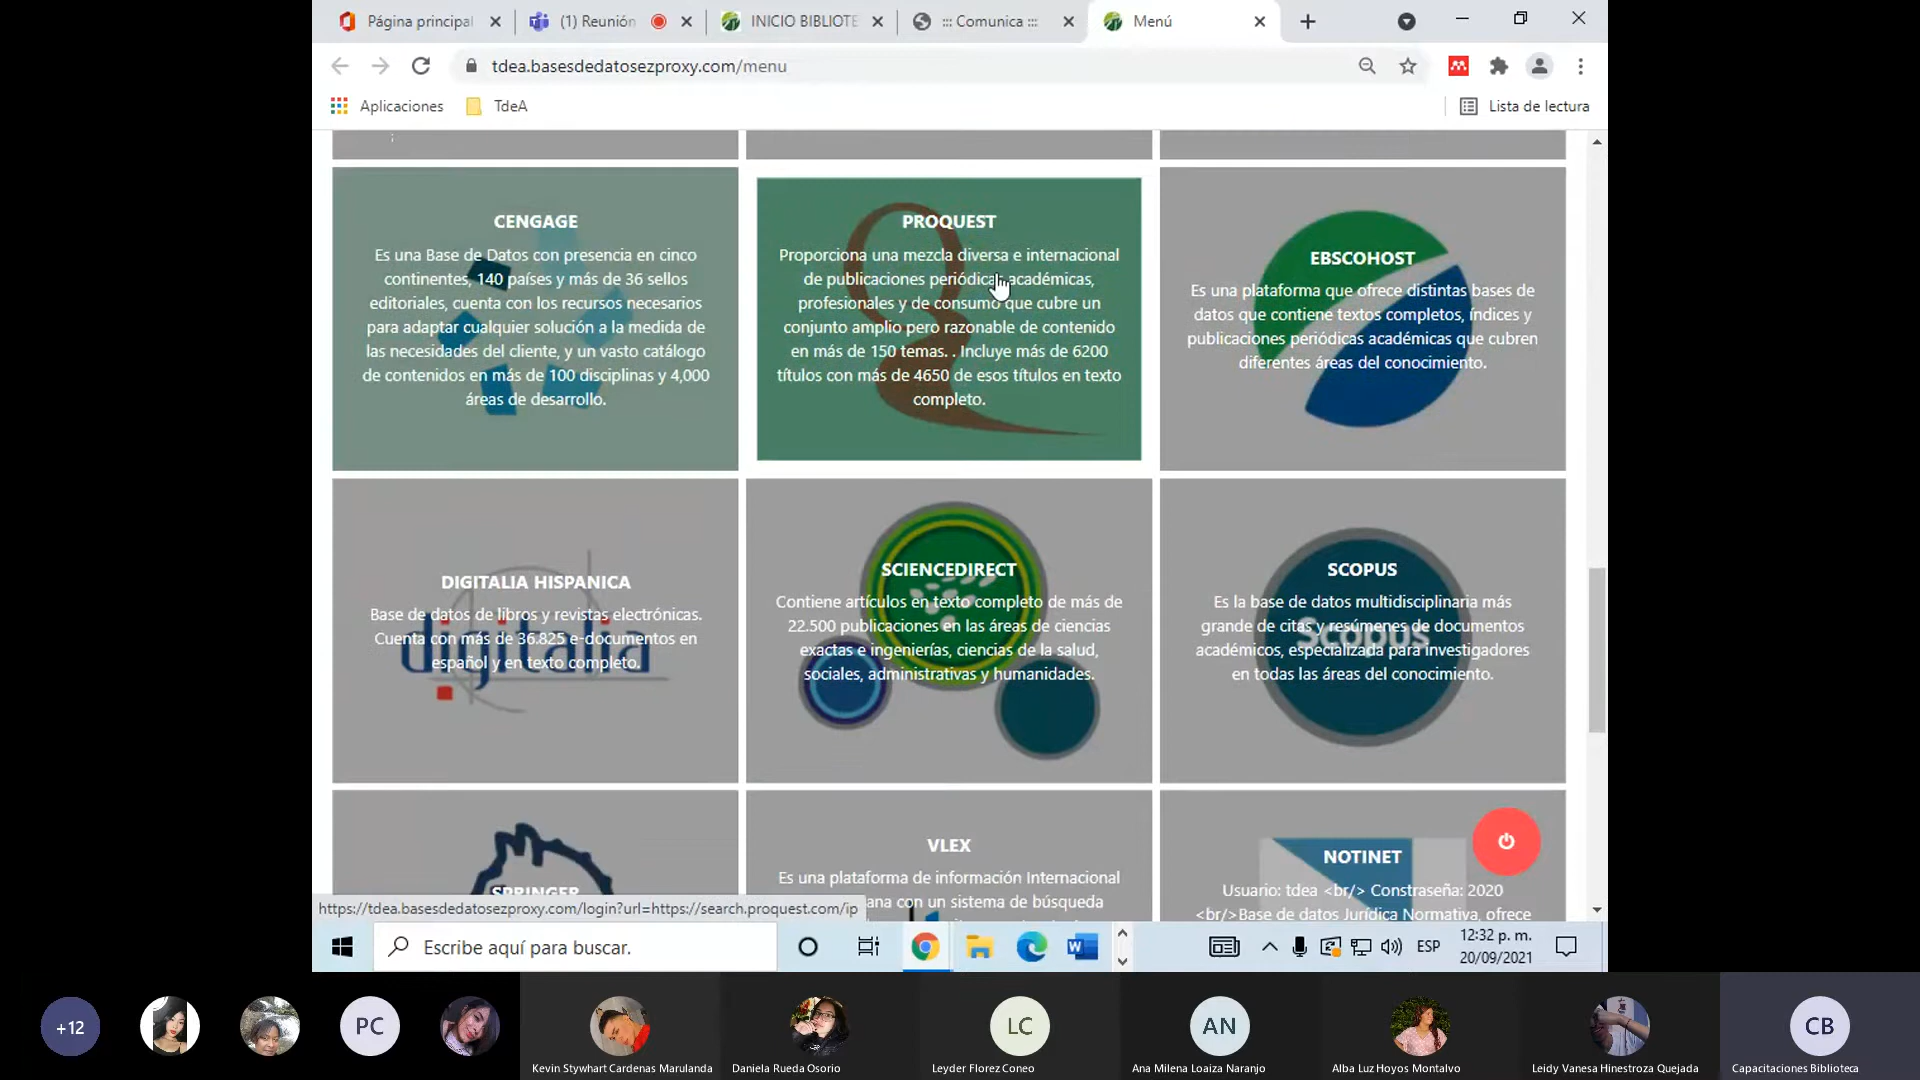 Página principal
(1) Reunión
INICIO BIBLIOTE
::: Comunica :::
Menú
tdea.basesdedatosezproxy.com/menu
Aplicaciones
TdeA
Lista de lectura
CENGAGE
Es una Base de Datos con presencia en cinco
continentes, 140 países y más de 36 sellos
editoriales, cuenta con los recursos necesarios
para adaptar cualquier solución a la medida de
las necesidades del cliente, y un vasto catálogo
de contenidos en más de 100 disciplinas y 4,000
áreas de desarrollo.
PROQUEST
Proporciona una mezcla diversa e internacional
de publicaciones periódicas académicas,
profesionales y de consumo que cubre un
conjunto amplio pero razonable de contenido
en más de 150 temas. . Incluye más de 6200
títulos con más de 4650 de esos títulos en texto
completo.
EBSCOHOST
Es una plataforma que ofrece distintas bases de
datos que contiene textos completos, índices y
publicaciones periódicas académicas que cubren
diferentes áreas del conocimiento.
DIGITALIA HISPANICA
Base de datos de libros y revistas electrónicas.
Cuenta con más de 36.825 e-documentos en
español y en texto completo.
digitalia
SCIENCEDIRECT
Contiene artículos en texto completo de más de
22.500 publicaciones en las áreas de ciencias
exactas e ingenierías, ciencias de la salud,
sociales, administrativas y humanidades.
SCOPUS
Es la base de datos multidisciplinaria más
grande de citas y resúmenes de documentos
académicos, especializada para investigadores
en todas las áreas del conocimiento.
Scopus
SPRINGER
VLEX
Es una plataforma de información Internacional
ana con un sistema de búsqueda
NOTINET
Usuario: tdea <br/> Constraseña: 2020
<br/>Base de datos Jurídica Normativa, ofrece
https://tdea.basesdedatosezproxy.com/login?url=https://search.proquest.com/ip
Escribe aquí para buscar.
ESP
12:32 p. m.
20/09/2021
+12
PC
LC
AN
CB
Kevin Stywhart Cardenas Marulanda
Daniela Rueda Osorio
Leyder Florez Coneo
Ana Milena Loaiza Naranjo
Alba Luz Hoyos Montalvo
Leidy Vanesa Hinestroza Quejada
Capacitaciones Biblioteca